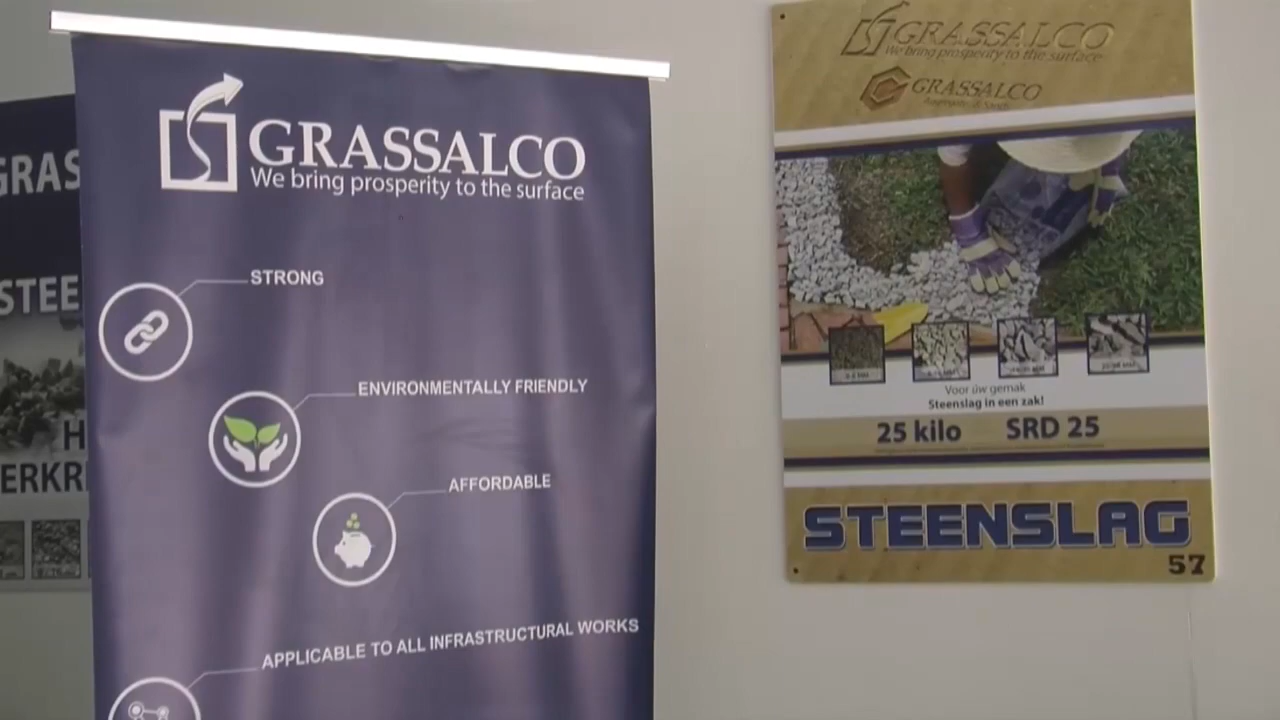 GRASSALCO
We bring prosperity to the surface
STRONG
ENVIRONMENTALLY FRIENDLY
AFFORDABLE
APPLICABLE TO ALL INFRASTRUCTURAL WORKS
GRAS
STEE
H
ERKR
GRASSALCO
We bring prosperity to the surface
GRASSALCO
Voor úw gemak
Steenslag in een zak!
25 kilo SRD 25
STEENSLAG
57